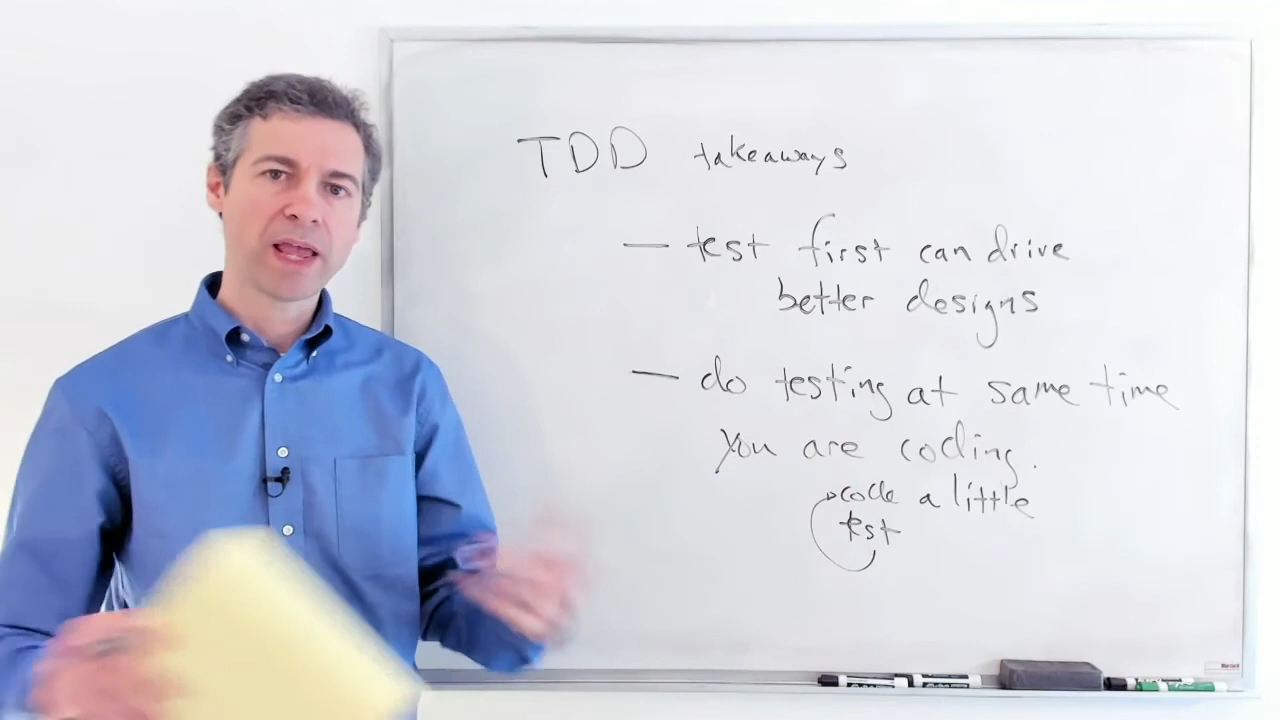 TDD takeaways
— test first can drive
better designs
— do testing at same time
you are coding.
code a little
test